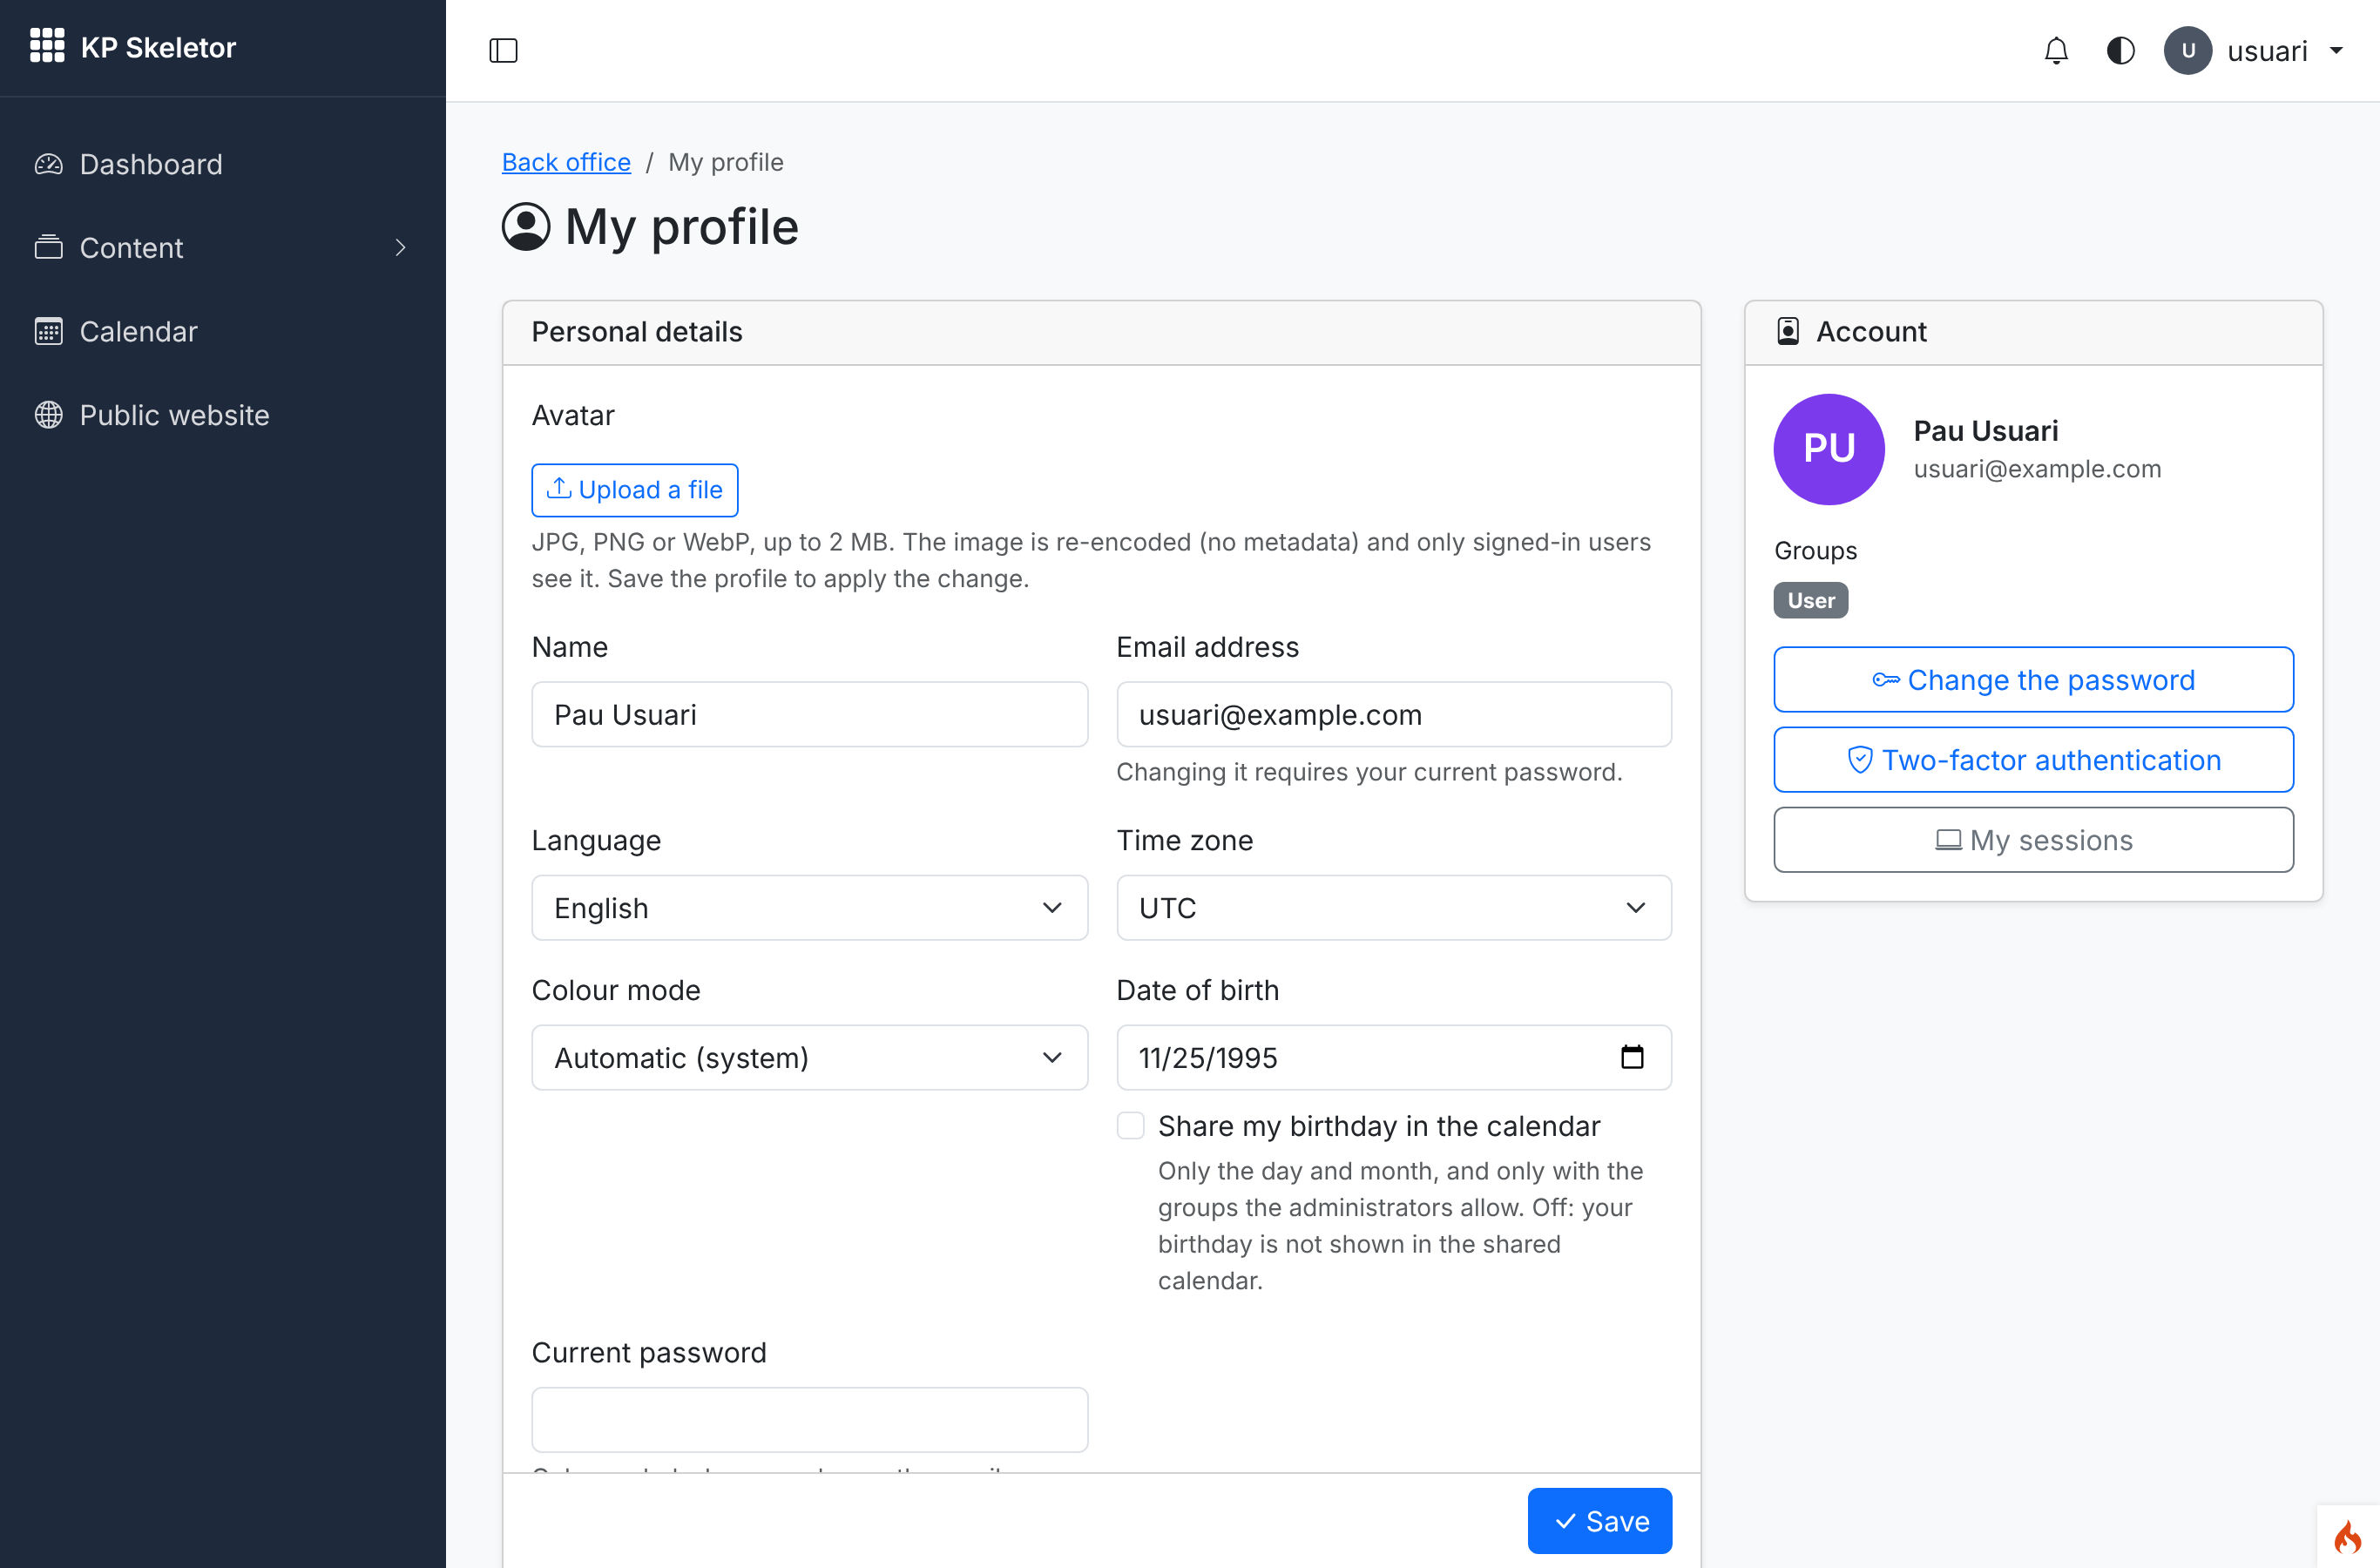 KP Skeletor
U usuari
Dashboard
Content
Calendar
Public website
Back office / My profile
My profile
Personal details
Avatar
Upload a file
JPG, PNG or WebP, up to 2 MB. The image is re-encoded (no metadata) and only signed-in users
see it. Save the profile to apply the change.
Name
Email address
Pau Usuari
usuari@example.com
Changing it requires your current password.
Language
Time zone
English
UTC
Colour mode
Date of birth
Automatic (system)
11/25/1995
Share my birthday in the calendar
Only the day and month, and only with the
groups the administrators allow. Off: your
birthday is not shown in the shared
calendar.
Current password
Save
Account
PU
Pau Usuari
usuari@example.com
Groups
User
Change the password
Two-factor authentication
My sessions